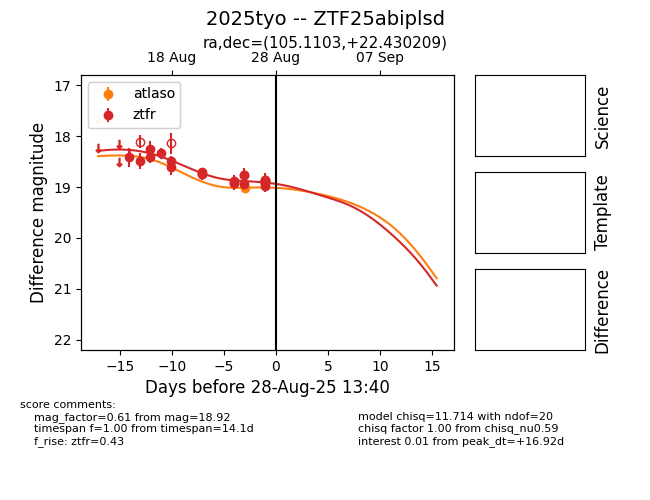 2025tyo -- ZTF25abiplsd
ra,dec=(105.1103,+22.430209)
18 Aug 28 Aug 07 Sep
atlaso
ztfr
17
18
19
20
21
22
Difference magnitude
−15 −10 −5 0 5 10 15
Days before 28-Aug-25 13:40
Science
Template
Difference
score comments:
mag_factor=0.61 from mag=18.92
timespan f=1.00 from timespan=14.1d
f_rise: ztfr=0.43
model chisq=11.714 with ndof=20
chisq factor 1.00 from chisq_nu0.59
interest 0.01 from peak_dt=+16.92d